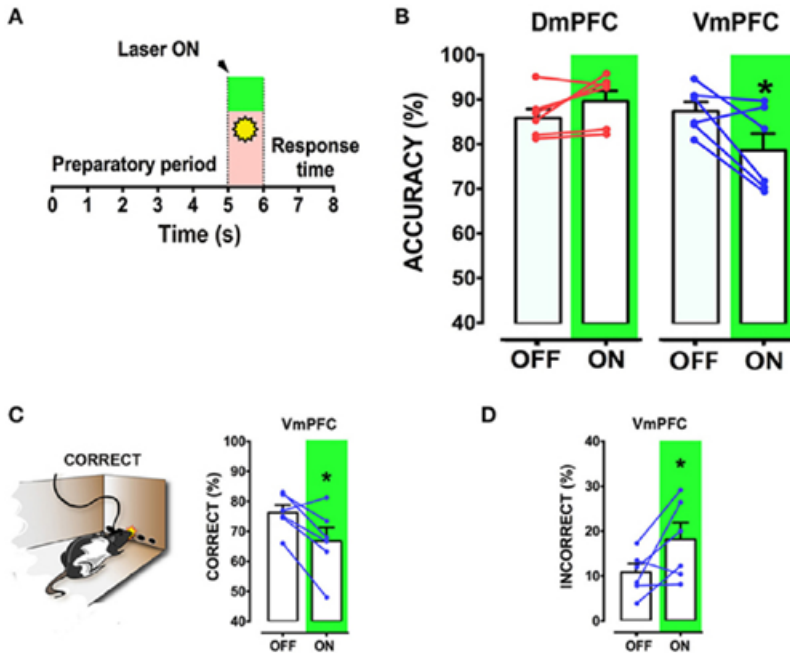 A
Laser ON
Preparatory period
Response
time
0 1 2 3 4 5 6 7 8
Time (s)
B
DmPFC VmPFC
ACCURACY (%)
100
90
80
70
60
50
40
*
OFF ON OFF ON
C
CORRECT
VmPFC
CORRECT (%)
100
90
80
70
60
50
40
*
OFF ON
D
VmPFC
INCORRECT (%)
40
30
20
10
0
*
OFF ON